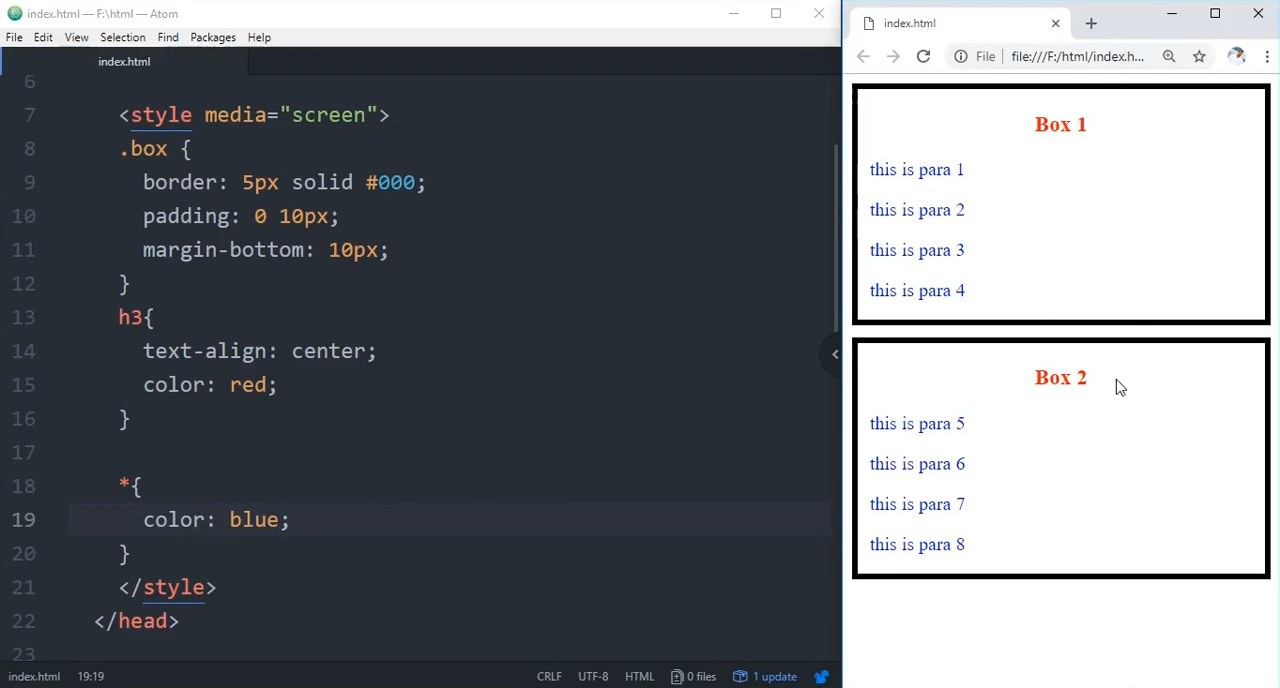 index.html — F:\html — Atom
File Edit View Selection Find Packages Help
index.html
6
7 <style media="screen">
8 .box {
9 border: 5px solid #000;
10 padding: 0 10px;
11 margin-bottom: 10px;
12 }
13 h3{
14 text-align: center;
15 color: red;
16 }
17
18 *{
19 color: blue;
20 }
21 </style>
22 </head>
23
index.html 19:19 CRLF UTF-8 HTML 0 files 1 update
index.html
File file:///F:/html/index.h...
Box 1
this is para 1
this is para 2
this is para 3
this is para 4
Box 2
this is para 5
this is para 6
this is para 7
this is para 8